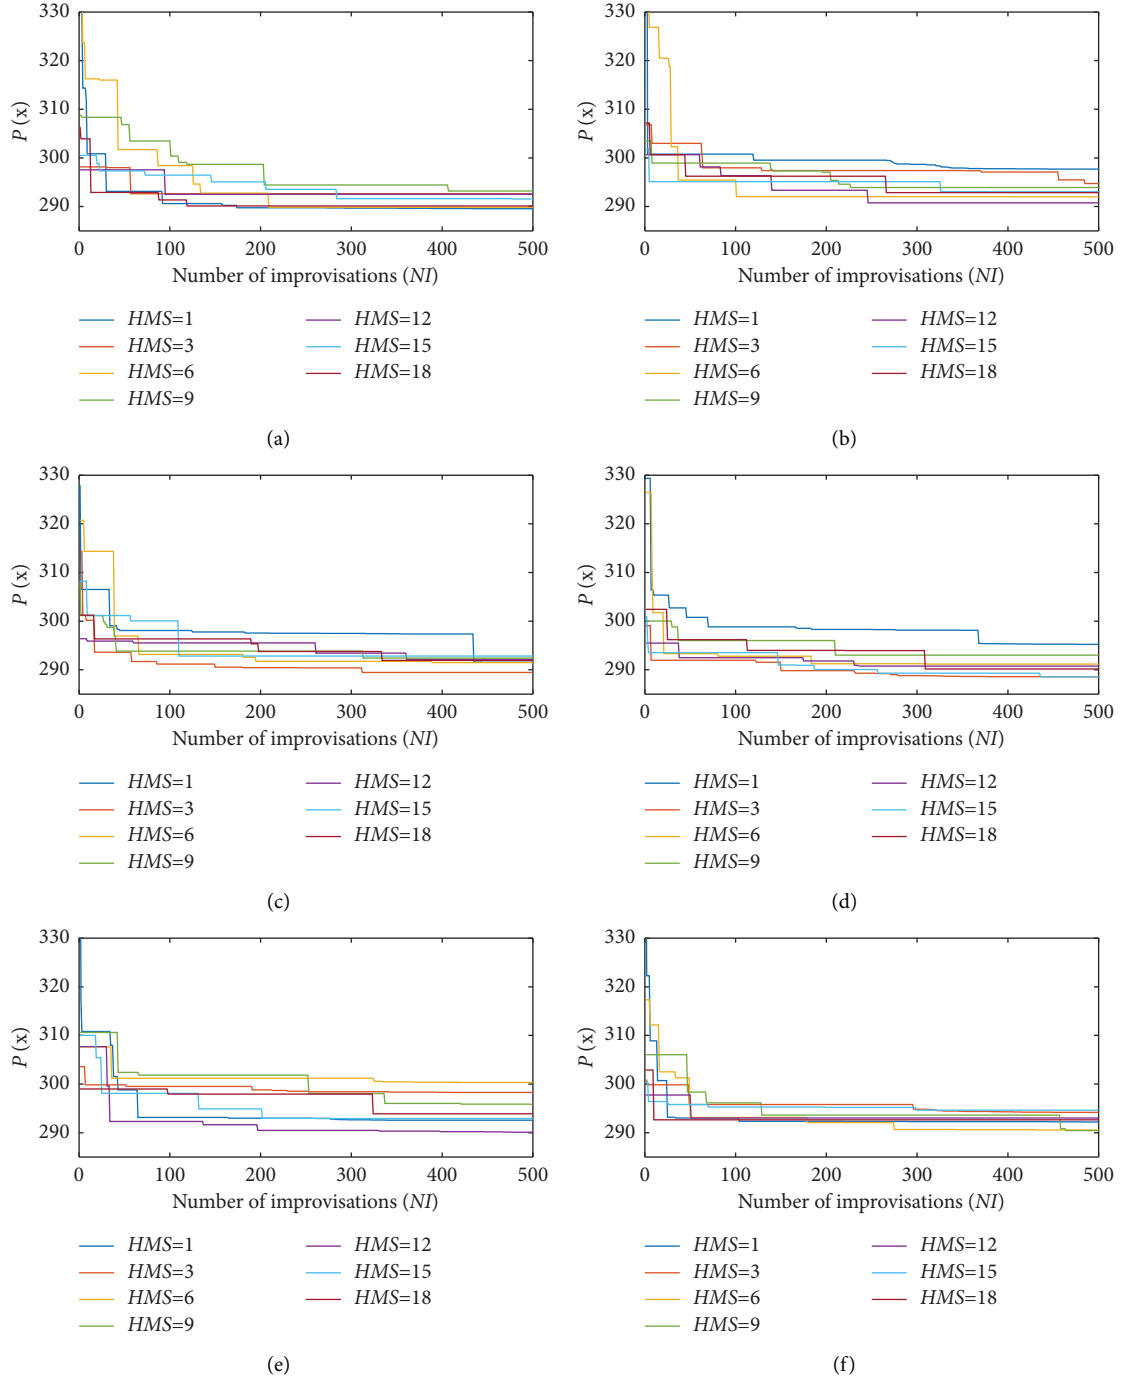 330
320
310
300
290
P (x)
0 100 200 300 400 500
Number of improvisations (NI)
HMS=1
HMS=3
HMS=6
HMS=9
HMS=12
HMS=15
HMS=18
(a)
330
320
310
300
290
P (x)
0 100 200 300 400 500
Number of improvisations (NI)
HMS=1
HMS=3
HMS=6
HMS=9
HMS=12
HMS=15
HMS=18
(b)
330
320
310
300
290
P (x)
0 100 200 300 400 500
Number of improvisations (NI)
HMS=1
HMS=3
HMS=6
HMS=9
HMS=12
HMS=15
HMS=18
(c)
330
320
310
300
290
P (x)
0 100 200 300 400 500
Number of improvisations (NI)
HMS=1
HMS=3
HMS=6
HMS=9
HMS=12
HMS=15
HMS=18
(d)
330
320
310
300
290
P (x)
0 100 200 300 400 500
Number of improvisations (NI)
HMS=1
HMS=3
HMS=6
HMS=9
HMS=12
HMS=15
HMS=18
(e)
330
320
310
300
290
P (x)
0 100 200 300 400 500
Number of improvisations (NI)
HMS=1
HMS=3
HMS=6
HMS=9
HMS=12
HMS=15
HMS=18
(f)